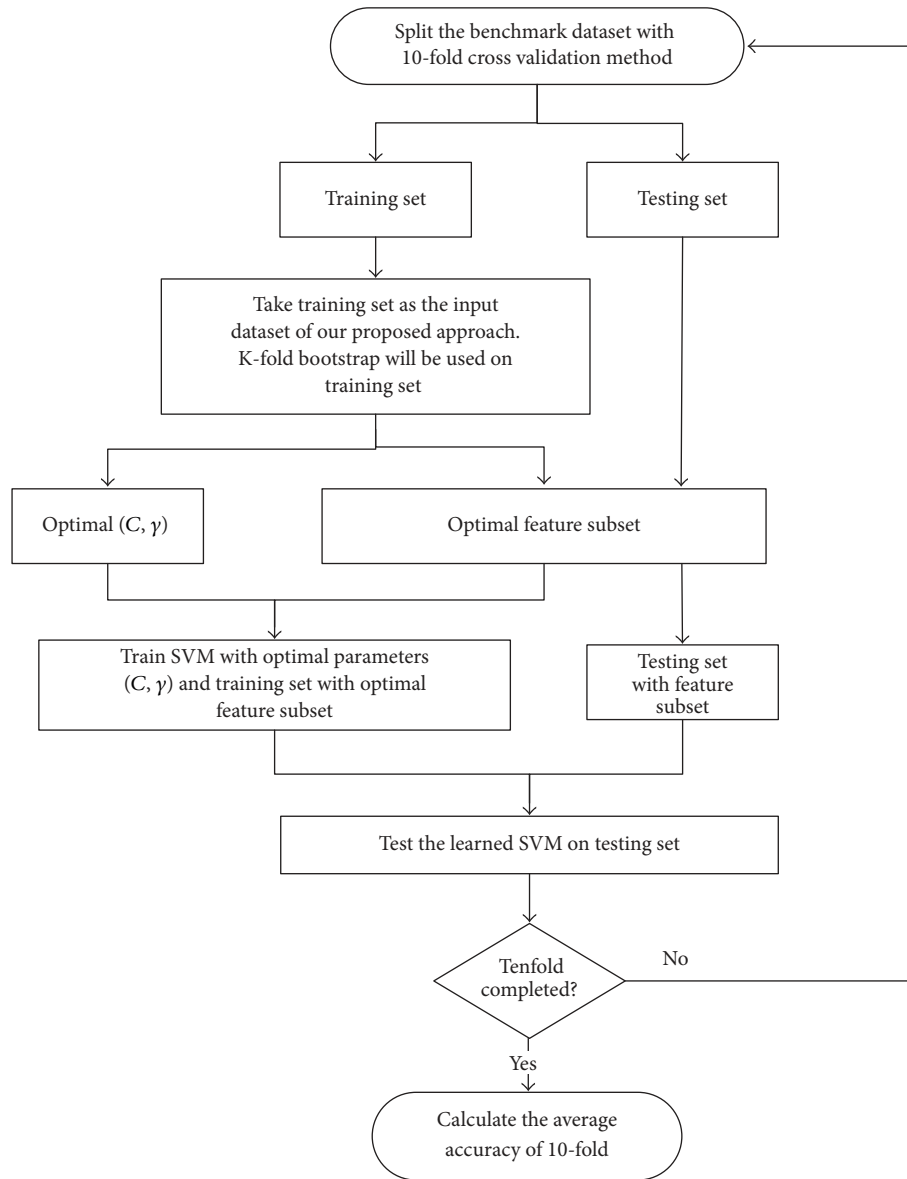 Split the benchmark dataset with
10-fold cross validation method
Training set
Testing set
Take training set as the input
dataset of our proposed approach.
K-fold bootstrap will be used on
training set
Optimal (C, γ)
Optimal feature subset
Train SVM with optimal parameters
(C, γ) and training set with optimal
feature subset
Testing set
with feature
subset
Test the learned SVM on testing set
Tenfold
completed?
No
Yes
Calculate the average
accuracy of 10-fold